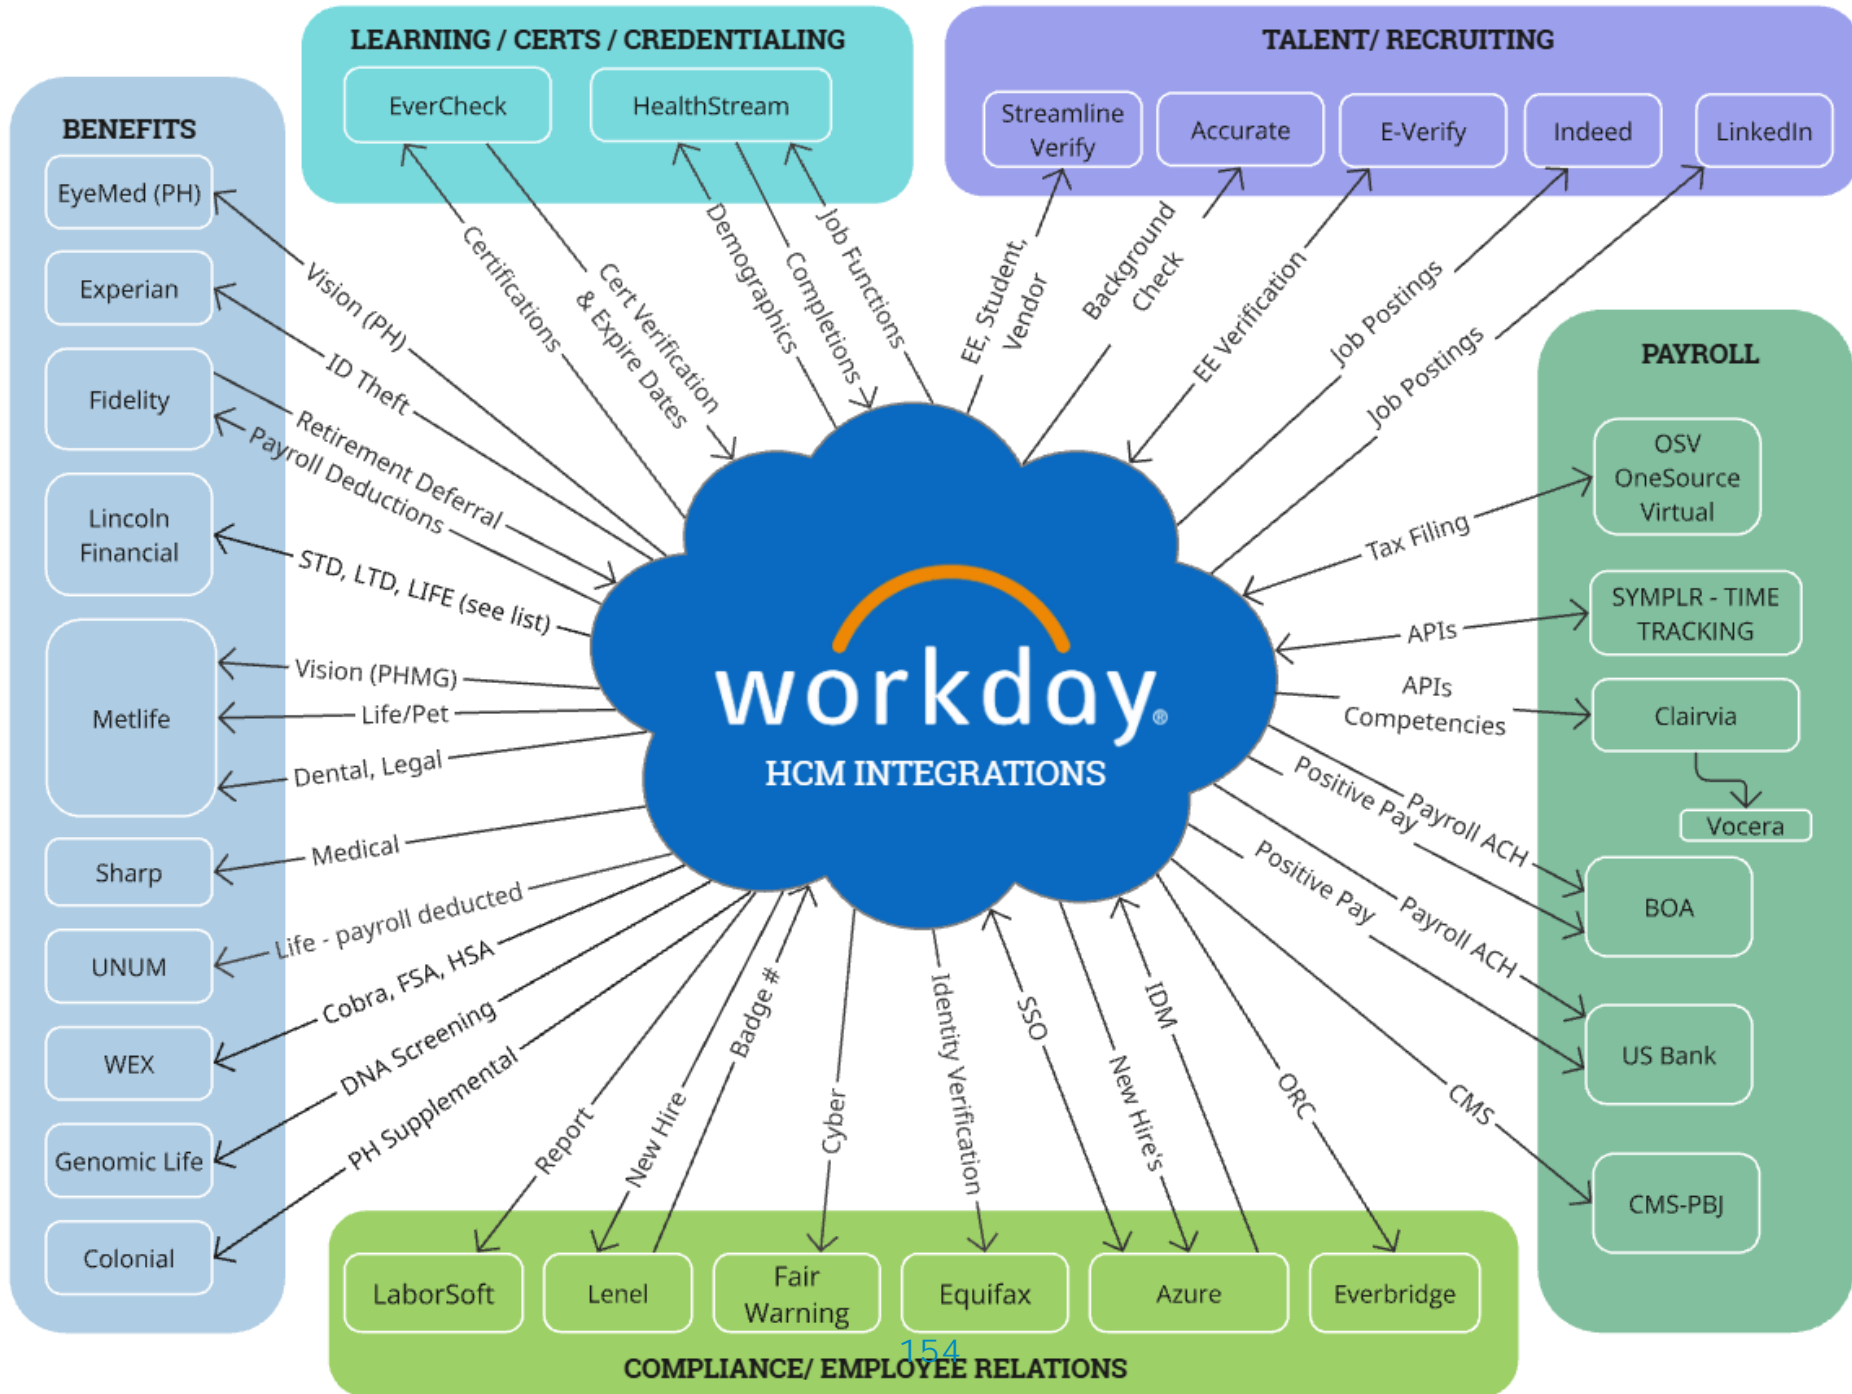 LEARNING / CERTS / CREDENTIALING
EverCheck
HealthStream
TALENT/ RECRUITING
Streamline
Verify
Accurate
E-Verify
Indeed
LinkedIn
BENEFITS
EyeMed (PH)
Experian
Fidelity
Lincoln
Financial
Metlife
Sharp
UNUM
WEX
Genomic Life
Colonial
Certifications
Cert Verification
& Expire Dates
Demographics
Completions
Job Functions
EE, Student,
Vendor
Background
Check
EE Verification
Job Postings
Job Postings
Vision (PH)
ID Theft
Retirement Deferral
Payroll Deductions
STD, LTD, LIFE (see list)
Vision (PHMG)
Life/Pet
Dental, Legal
Medical
Life - payroll deducted
Cobra, FSA, HSA
DNA Screening
PH Supplemental
workday®
HCM INTEGRATIONS
PAYROLL
OSV
OneSource
Virtual
SYMPLR - TIME
TRACKING
Clairvia
Vocera
BOA
US Bank
CMS-PBJ
Tax Filing
APIs
APIs
Competencies
Positive Pay
Payroll ACH
Positive Pay
Payroll ACH
CMS
Report
New Hire
Badge #
Cyber
Identity Verification
SSO
New Hire's
IDM
ORC
LaborSoft
Lenel
Fair
Warning
Equifax
Azure
Everbridge
154
COMPLIANCE/ EMPLOYEE RELATIONS